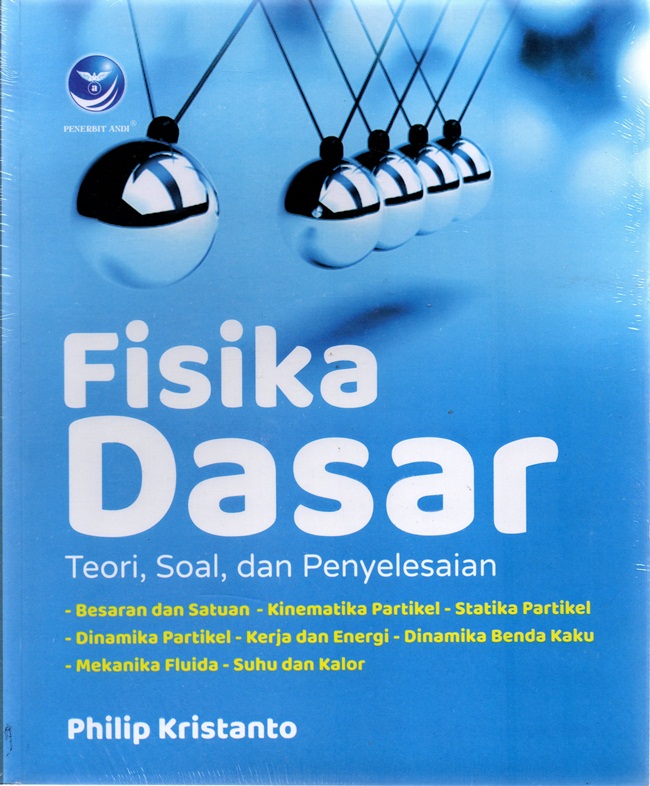 a
PENERBIT ANDI®
Fisika
Dasar
Teori, Soal, dan Penyelesaian
- Besaran dan Satuan - Kinematika Partikel - Statika Partikel
- Dinamika Partikel - Kerja dan Energi - Dinamika Benda Kaku
- Mekanika Fluida - Suhu dan Kalor
Philip Kristanto